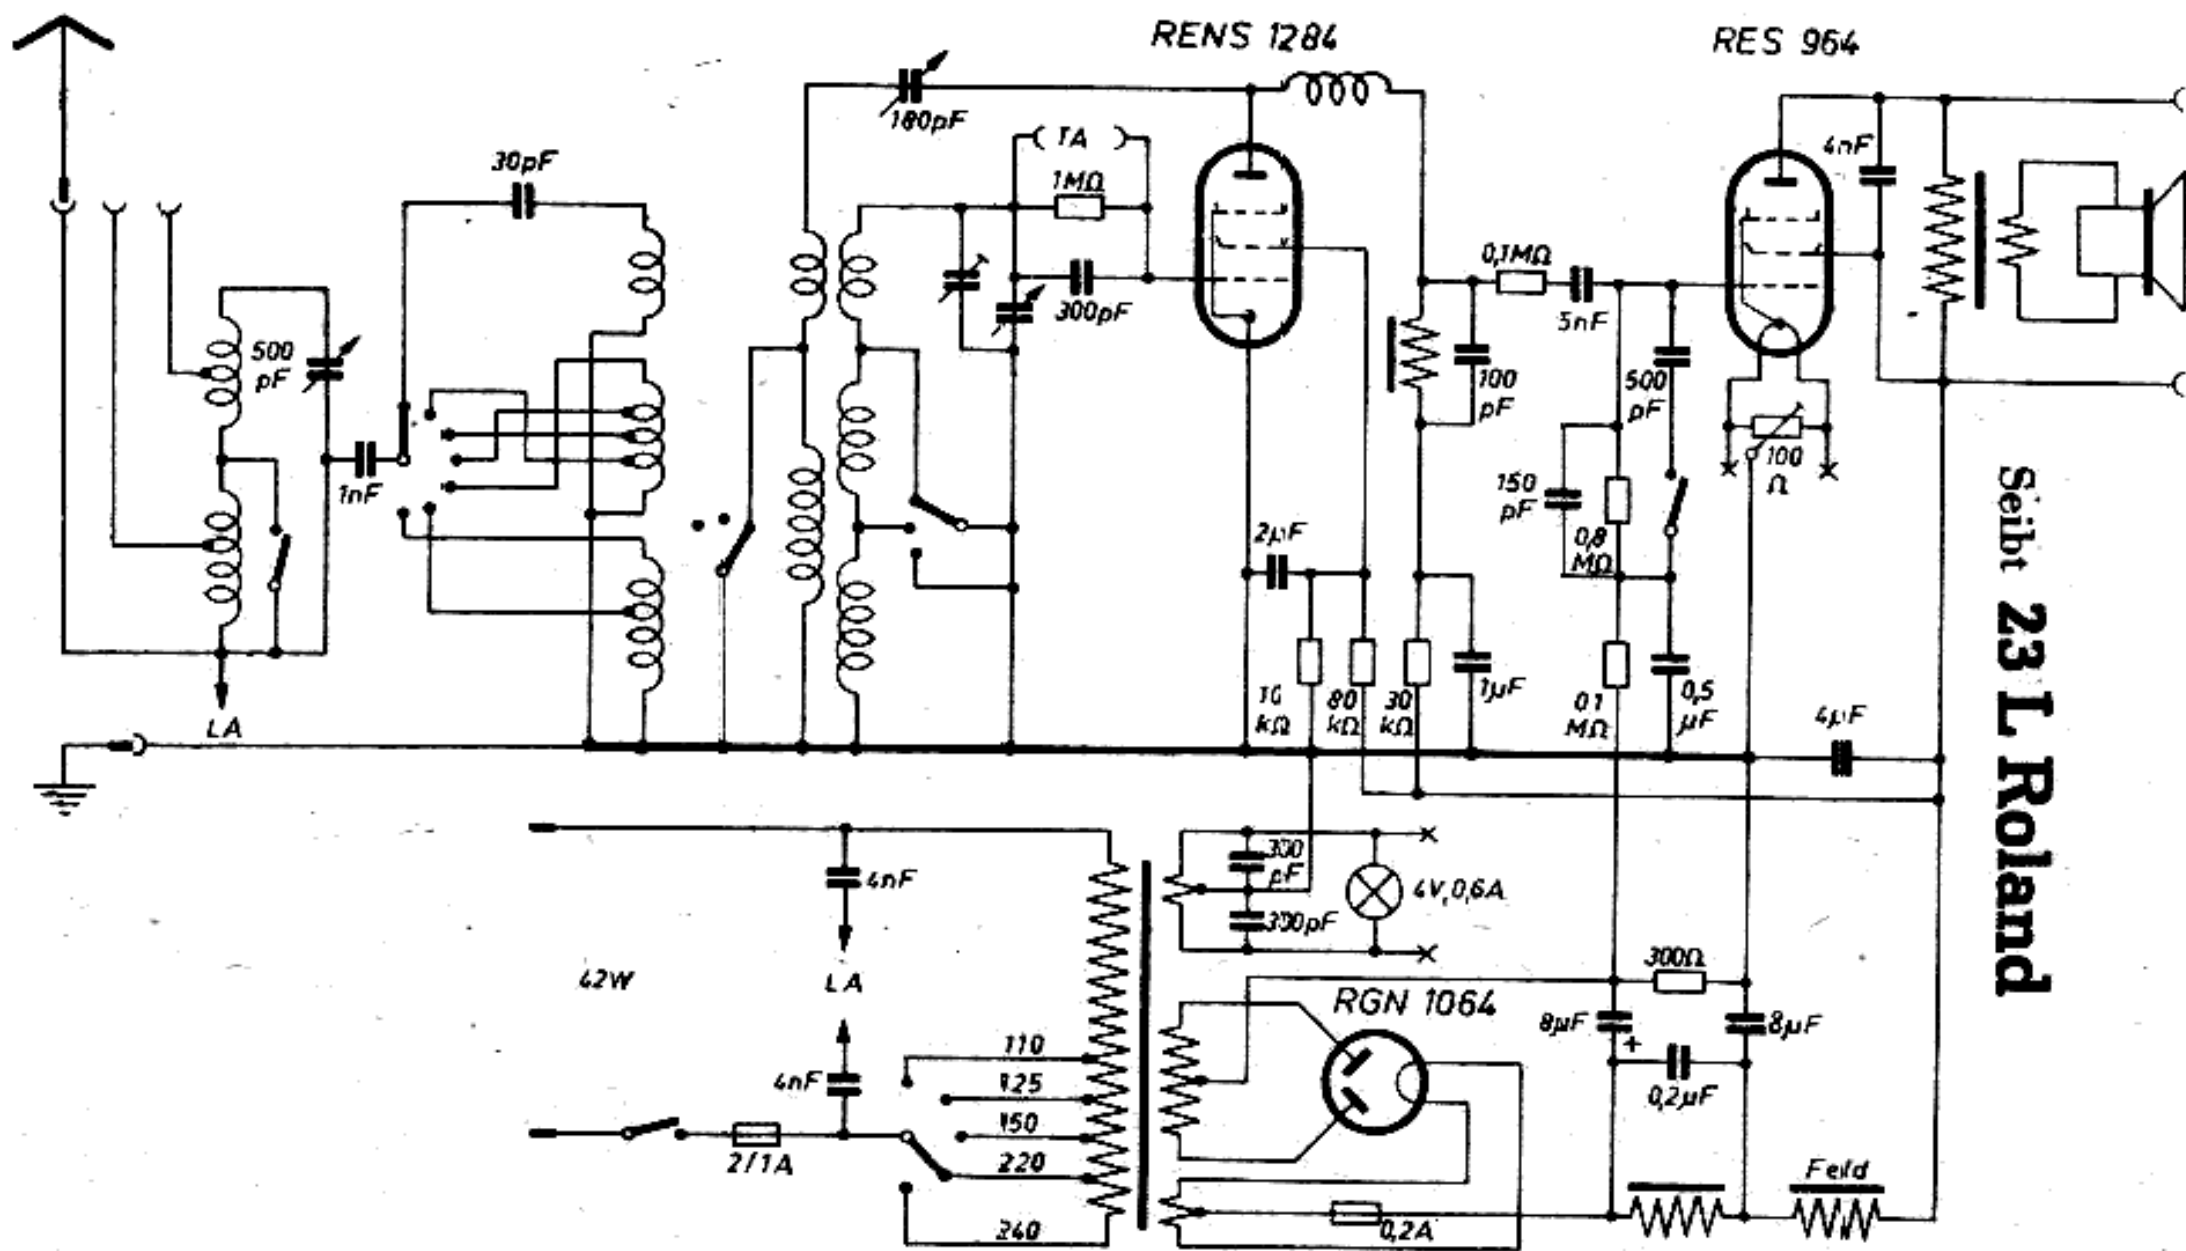 RENS 1284
RES 964
180pF
30pF
TA
1MΩ
4nF
300pF
0,1MΩ
5nF
500
pF
100
pF
500
pF
1nF
100
Ω
150
pF
0,8
MΩ
2µF
10
kΩ
80
kΩ
30
kΩ
1µF
0,1
MΩ
0,5
µF
4µF
LA
Seibt 23 L Roland
4nF
300
pF
4V,0,6A
300pF
42W
LA
300Ω
RGN 1064
8µF
+
8µF
110
4nF
125
0,2µF
150
2/1A
220
Feld
240
0,2A